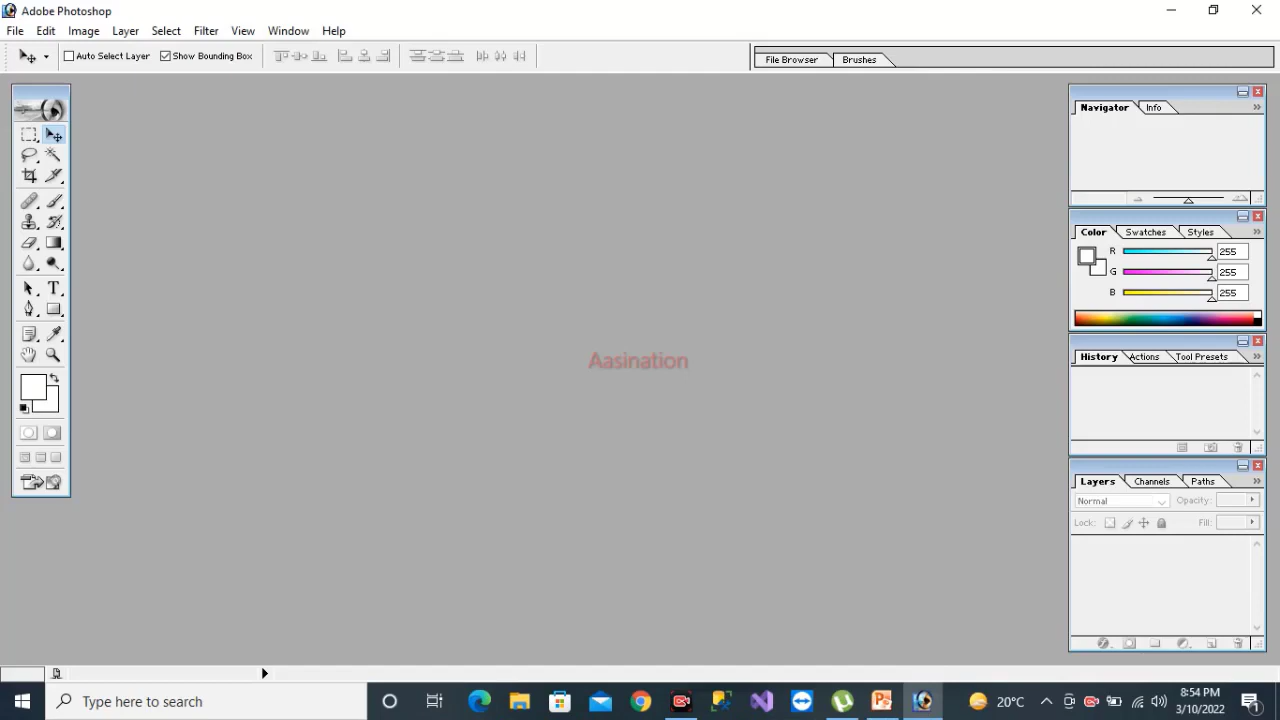 Adobe Photoshop
File Edit Image Layer Select Filter View Window Help
Auto Select Layer Show Bounding Box File Browser Brushes
Navigator Info
Color Swatches Styles
R 255
G 255
B 255
History Actions Tool Presets
Aasination
Layers Channels Paths
Normal Opacity:
Lock: Fill:
Type here to search 20°C 8:54 PM
3/10/2022
1